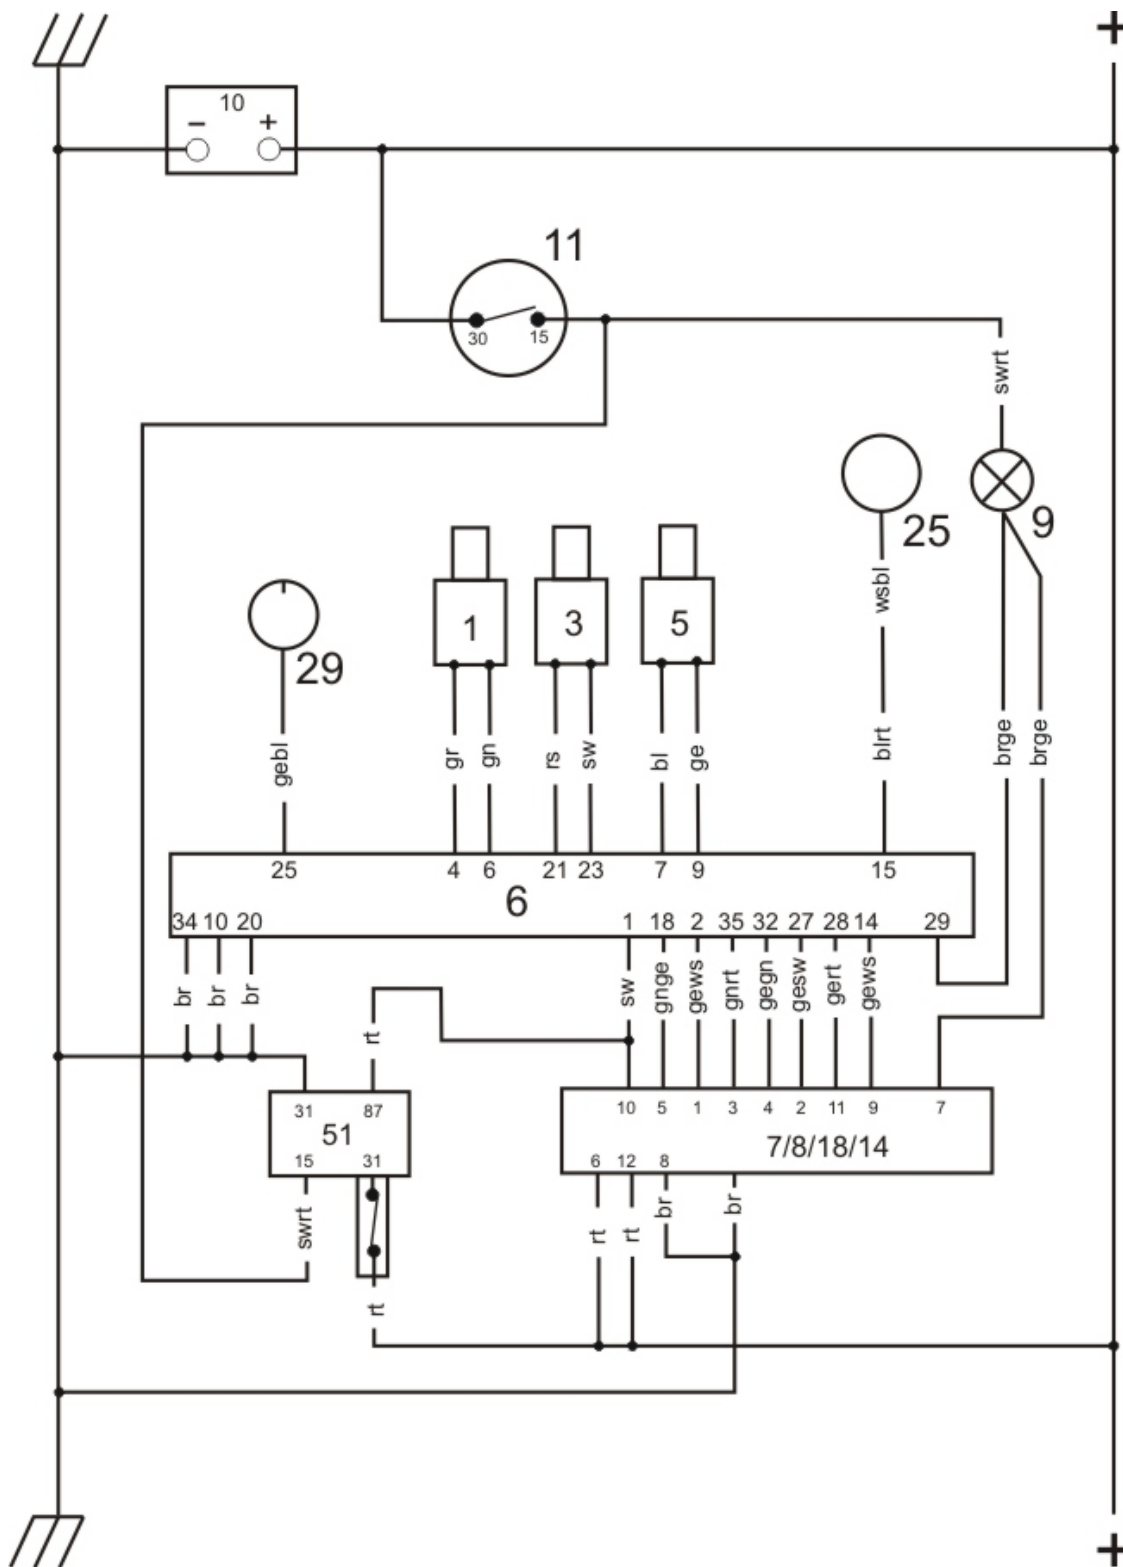 +
10
- +
11
30 15
swrt
25
9
wsbl
1 3 5
29
gebl gr gn rs sw bl ge blrt brge brge
25 4 6 21 23 7 9 15
6
34 10 20 1 18 2 35 32 27 28 14 29
br br br sw gnge gews gnrt gegn gesw gert gews
rt
31 87 10 5 1 3 4 2 11 9 7
51 7/8/18/14
15 31 6 12 8
swrt rt rt br br
rt
+